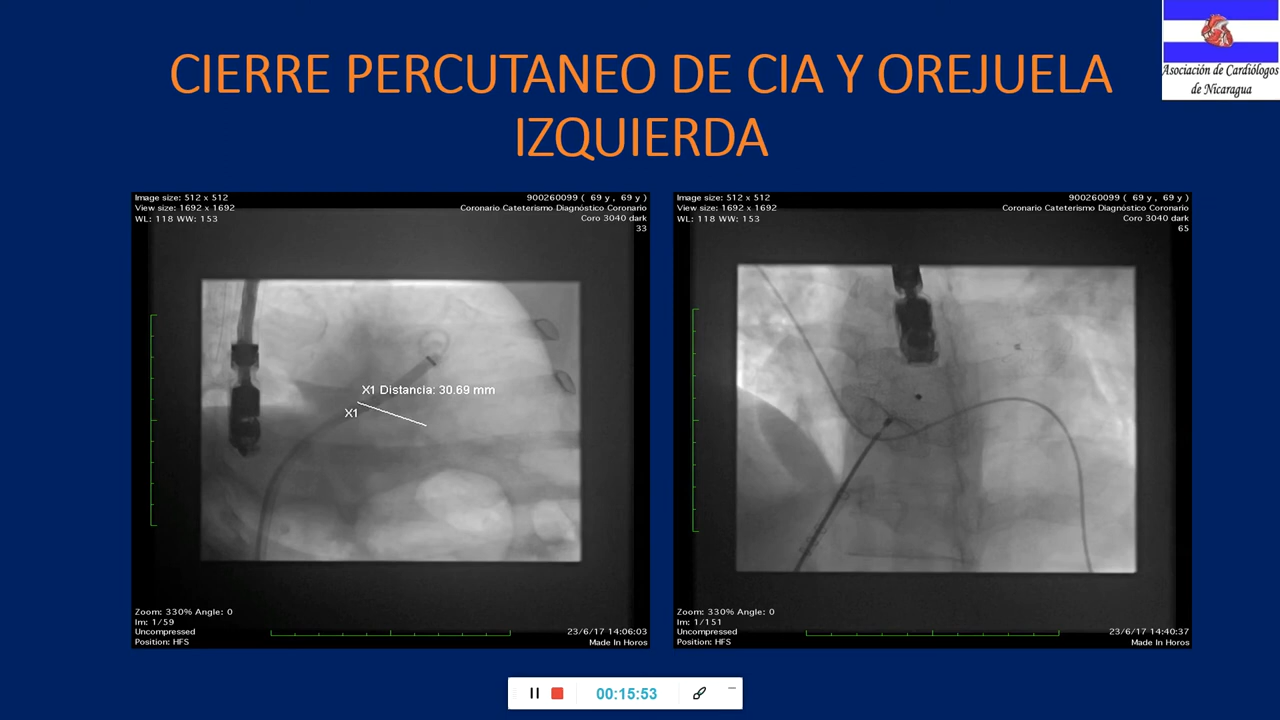 CIERRE PERCUTANEO DE CIA Y OREJUELA
IZQUIERDA
Asociación de Cardiólogos
de Nicaragua
Image size: 512 x 512
View size: 1692 x 1692
WL: 118 WW: 153
900260099 ( 69 y , 69 y )
Coronario Cateterismo Diagnóstico Coronario
Coro 3040 dark
33
X1 Distancia: 30.69 mm
X1
Zoom: 330% Angle: 0
Im: 1/59
Uncompressed
Position: HFS
23/6/17 14:06:03
Made In Horos
Image size: 512 x 512
View size: 1692 x 1692
WL: 118 WW: 153
900260099 ( 69 y , 69 y )
Coronario Cateterismo Diagnóstico Coronario
Coro 3040 dark
65
Zoom: 330% Angle: 0
Im: 1/151
Uncompressed
Position: HFS
23/6/17 14:40:37
Made In Horos
00:15:53